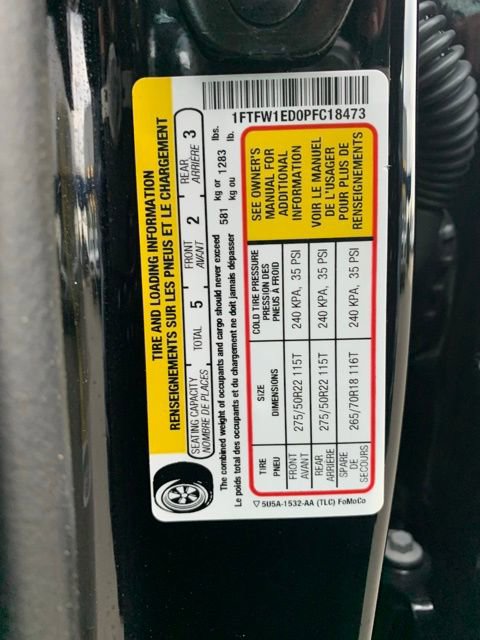 1FTFW1ED0PFC18473
TIRE AND LOADING INFORMATION
RENSEIGNEMENTS SUR LES PNEUS ET LE CHARGEMENT
SEATING CAPACITY
NOMBRE DE PLACES
TOTAL 5
FRONT
AVANT
2
REAR
ARRIÈRE
3
The combined weight of occupants and cargo should never exceed
Le poids total des occupants et du chargement ne doit jamais dépasser
581 kg or 1283 lbs.
kg ou lb.
TIRE
PNEU
SIZE
DIMENSIONS
COLD TIRE PRESSURE
PRESSION DES
PNEUS À FROID
FRONT
AVANT
275/50R22 115T
240 KPA, 35 PSI
REAR
ARRIÈRE
275/50R22 115T
240 KPA, 35 PSI
SPARE
DE
SECOURS
265/70R18 116T
240 KPA, 35 PSI
SEE OWNER'S
MANUAL FOR
ADDITIONAL
INFORMATION
VOIR LE MANUEL
DE L'USAGER
POUR PLUS DE
RENSEIGNEMENTS
5U5A-1532-AA (TLC) FoMoCo